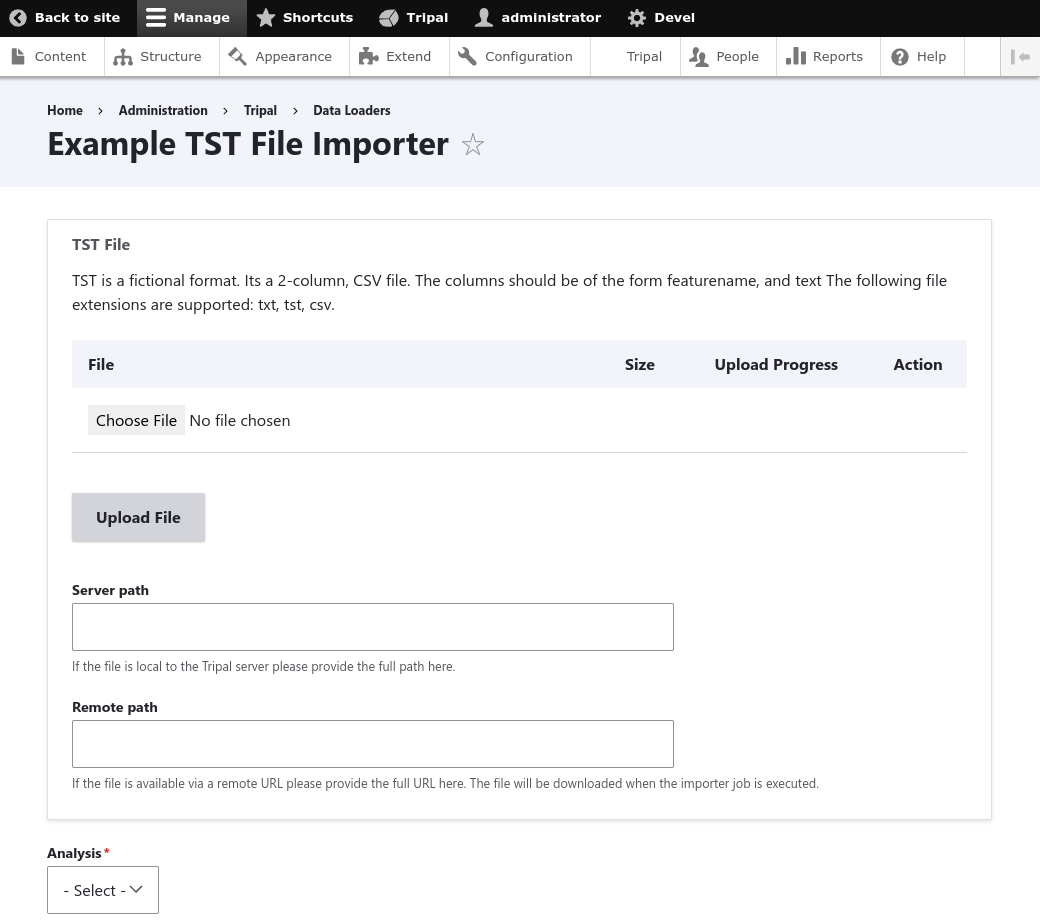 Back to site Manage Shortcuts Tripal administrator Devel
Content Structure Appearance Extend Configuration Tripal People Reports Help
Home › Administration › Tripal › Data Loaders
Example TST File Importer
TST File
TST is a fictional format. Its a 2-column, CSV file. The columns should be of the form featurename, and text The following file
extensions are supported: txt, tst, csv.
File Size Upload Progress Action
Choose File No file chosen
Upload File
Server path
If the file is local to the Tripal server please provide the full path here.
Remote path
If the file is available via a remote URL please provide the full URL here. The file will be downloaded when the importer job is executed.
Analysis*
- Select -